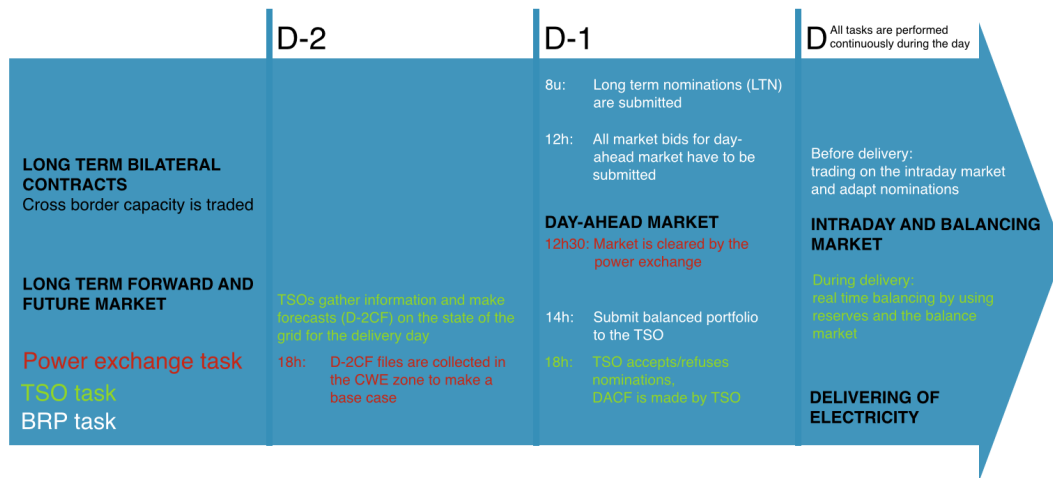 D-2
D-1
D All tasks are performed
continuously during the day
LONG TERM BILATERAL
CONTRACTS
Cross border capacity is traded
LONG TERM FORWARD AND
FUTURE MARKET
Power exchange task
TSO task
BRP task
TSOs gather information and make
forecasts (D-2CF) on the state of the
grid for the delivery day
18h: D-2CF files are collected in
the CWE zone to make a
base case
8u: Long term nominations (LTN)
are submitted
12h: All market bids for day-
ahead market have to be
submitted
DAY-AHEAD MARKET
12h30: Market is cleared by the
power exchange
14h: Submit balanced portfolio
to the TSO
18h: TSO accepts/refuses
nominations,
DACF is made by TSO
Before delivery:
trading on the intraday market
and adapt nominations
INTRADAY AND BALANCING
MARKET
During delivery:
real time balancing by using
reserves and the balance
market
DELIVERING OF
ELECTRICITY